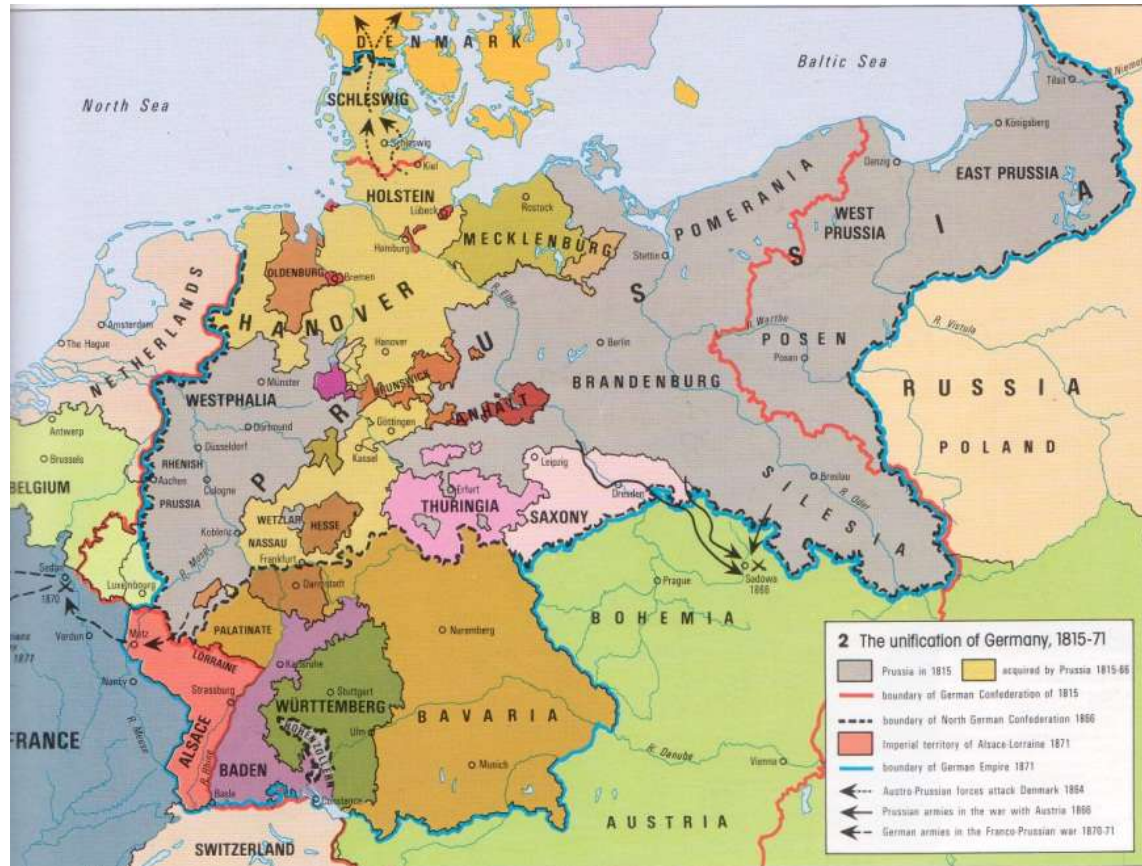 DENMARK
Baltic Sea
North Sea
SCHLESWIG
Schleswig
Kiel
HOLSTEIN
Lübeck
Hamburg
Rostock
MECKLENBURG
Stettin
POMERANIA
Danzig
WEST
PRUSSIA
Königsberg
EAST PRUSSIA
Tilsit
R. Niemen
PRUSSIA
NETHERLANDS
Amsterdam
The Hague
OLDENBURG
Bremen
HANOVER
Hanover
R. Elbe
Berlin
BRANDENBURG
R. Warthe
POSEN
Posen
R. Vistula
RUSSIA
POLAND
Münster
WESTPHALIA
Dortmund
BRUNSWICK
Göttingen
Kassel
ANHALT
Antwerp
Brussels
BELGIUM
Düsseldorf
RHENISH
PRUSSIA
Aachen
Cologne
Koblenz
R. Mosel
WETZLAR
NASSAU
HESSE
Frankfurt
Erfurt
THURINGIA
Leipzig
Dresden
SAXONY
Breslau
R. Oder
SILESIA
Sedan
1870
Luxembourg
Darmstadt
PALATINATE
Prague
Sadowa
1866
BOHEMIA
Verdun
Metz
LORRAINE
Nancy
R. Meuse
Strassburg
ALSACE
R. Rhine
Karlsruhe
Stuttgart
WÜRTTEMBERG
Ulm
HOHENZOLLERN
BADEN
Nuremberg
BAVARIA
Munich
R. Danube
Vienna
AUSTRIA
1871
FRANCE
Basle
Constance
SWITZERLAND
2 The unification of Germany, 1815-71
Prussia in 1815
acquired by Prussia 1815-66
boundary of German Confederation of 1815
boundary of North German Confederation 1866
Imperial territory of Alsace-Lorraine 1871
boundary of German Empire 1871
Austro-Prussian forces attack Denmark 1864
Prussian armies in the war with Austria 1866
German armies in the Franco-Prussian war 1870-71